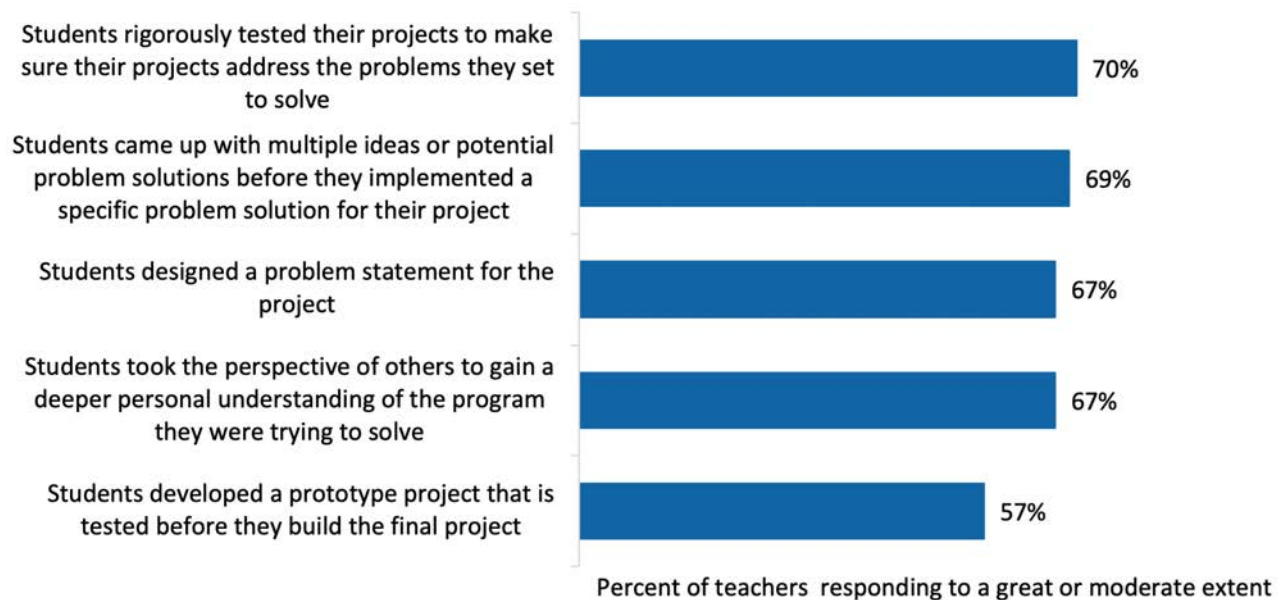 Students rigorously tested their projects to make
sure their projects address the problems they set
to solve
70%
Students came up with multiple ideas or potential
problem solutions before they implemented a
specific problem solution for their project
69%
Students designed a problem statement for the
project
67%
Students took the perspective of others to gain a
deeper personal understanding of the program
they were trying to solve
67%
Students developed a prototype project that is
tested before they build the final project
57%
Percent of teachers responding to a great or moderate extent